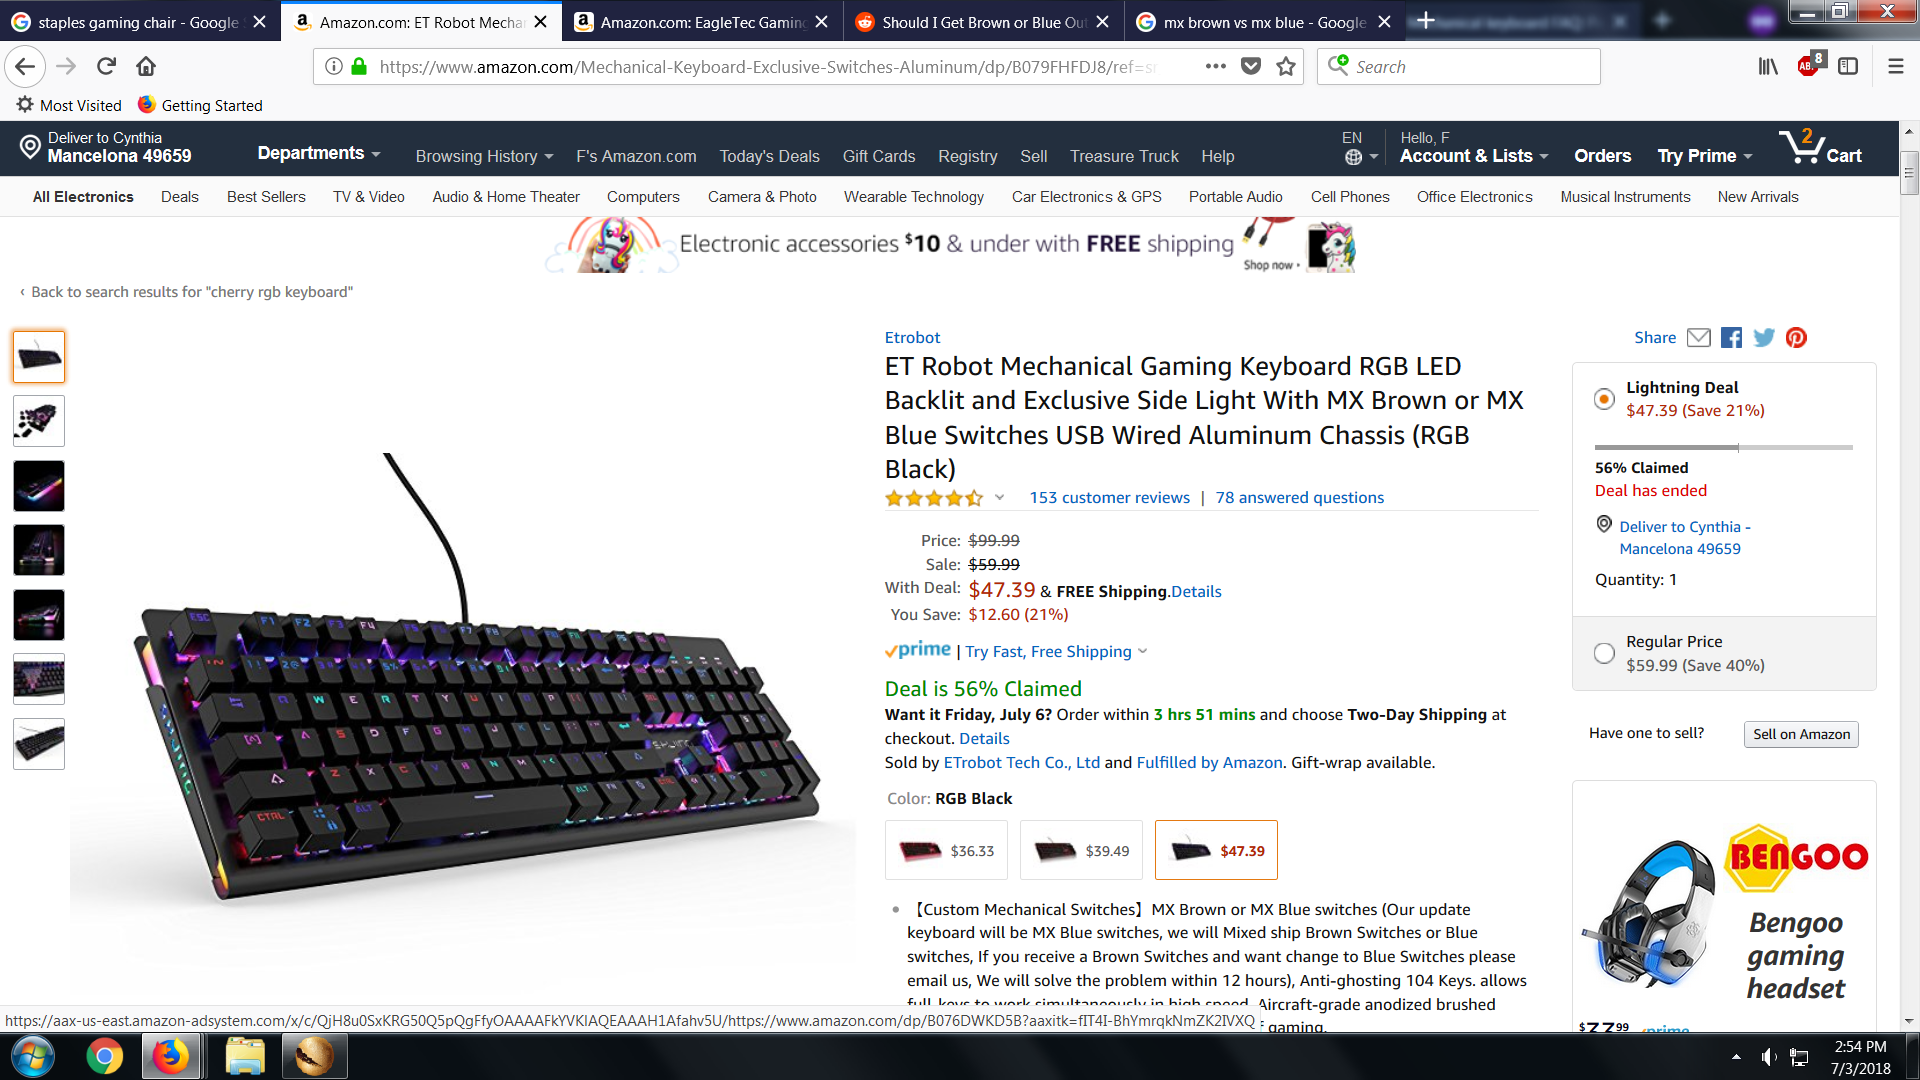 staples gaming chair - Google
Amazon.com: ET Robot Mecha
Amazon.com: EagleTec Gaming
Should I Get Brown or Blue Out
mx brown vs mx blue - Google
https://www.amazon.com/Mechanical-Keyboard-Exclusive-Switches-Aluminum/dp/B079FHFDJ8/ref=sr
Search
ABP 8
Most Visited
Getting Started
Deliver to Cynthia
Mancelona 49659
Departments
Browsing History
F's Amazon.com
Today's Deals
Gift Cards
Registry
Sell
Treasure Truck
Help
EN
Hello, F
Account & Lists
Orders
Try Prime
2
Cart
All Electronics
Deals
Best Sellers
TV & Video
Audio & Home Theater
Computers
Camera & Photo
Wearable Technology
Car Electronics & GPS
Portable Audio
Cell Phones
Office Electronics
Musical Instruments
New Arrivals
Electronic accessories $10 & under with FREE shipping
Shop now ›
‹ Back to search results for "cherry rgb keyboard"
Etrobot
ET Robot Mechanical Gaming Keyboard RGB LED
Backlit and Exclusive Side Light With MX Brown or MX
Blue Switches USB Wired Aluminum Chassis (RGB
Black)
153 customer reviews | 78 answered questions
Price: $99.99
Sale: $59.99
With Deal: $47.39 & FREE Shipping.Details
You Save: $12.60 (21%)
prime | Try Fast, Free Shipping
Deal is 56% Claimed
Want it Friday, July 6? Order within 3 hrs 51 mins and choose Two-Day Shipping at
checkout. Details
Sold by ETrobot Tech Co., Ltd and Fulfilled by Amazon. Gift-wrap available.
Color: RGB Black
$36.33
$39.49
$47.39
• 【Custom Mechanical Switches】MX Brown or MX Blue switches (Our update
keyboard will be MX Blue switches, we will Mixed ship Brown Switches or Blue
switches, If you receive a Brown Switches and want change to Blue Switches please
email us, We will solve the problem within 12 hours), Anti-ghosting 104 Keys. allows
full-keys to work simultaneously in high speed. Aircraft-grade anodized brushed
gaming.
Share
Lightning Deal
$47.39 (Save 21%)
56% Claimed
Deal has ended
Deliver to Cynthia -
Mancelona 49659
Quantity: 1
Regular Price
$59.99 (Save 40%)
Have one to sell?
Sell on Amazon
BENGOO
Bengoo
gaming
headset
$33.99 prime
https://aax-us-east.amazon-adsystem.com/x/c/QjH8u0SxKRG50Q5pQgFfyOAAAAFkYVKlAQEAAAH1Afahv5U/https://www.amazon.com/dp/B076DWKD5B?aaxitk=fIT4I-BhYmrqkNmZK2IVXQ
2:54 PM
7/3/2018